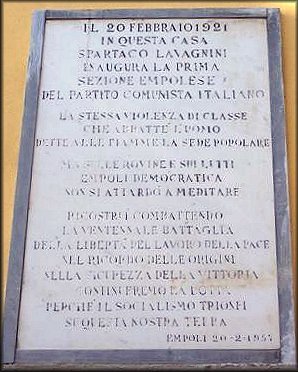 IL 20 FEBBRAIO 1921
IN QUESTA CASA
SPARTACO LAVAGNINI
INAUGURA LA PRIMA
SEZIONE EMPOLESE
DEL PARTITO COMUNISTA ITALIANO
LA STESSA VIOLENZA DI CLASSE
CHE ABBATTE L'UOMO
DETTE ALLE FIAMME LA SEDE POPOLARE
MA SULLE ROVINE E SUI LUTTI
EMPOLI DEMOCRATICA
NON SI ATTARDÒ A MEDITARE
RICOSTRUÌ COMBATTENDO
LA VENTENNALE BATTAGLIA
DELLA LIBERTÀ DEL LAVORO DELLA PACE
NEL RICORDO DELLE ORIGINI
NELLA SICUREZZA DELLA VITTORIA
CONTINUEREMO LA LOTTA
PERCHÈ IL SOCIALISMO TRIONFI
SU QUESTA NOSTRA TERRA
EMPOLI 20-2-1957